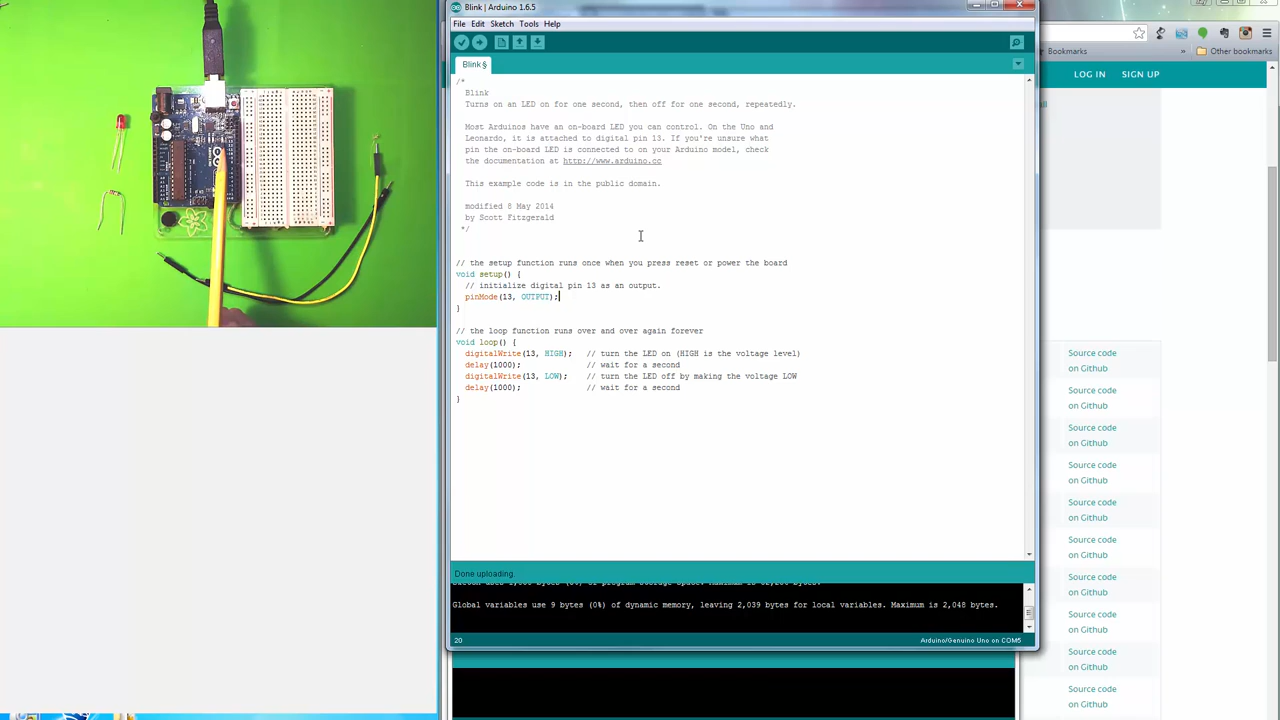 Blink | Arduino 1.6.5
File Edit Sketch Tools Help
Blink §
/*
Blink
Turns on an LED on for one second, then off for one second, repeatedly.
Most Arduinos have an on-board LED you can control. On the Uno and
Leonardo, it is attached to digital pin 13. If you're unsure what
pin the on-board LED is connected to on your Arduino model, check
the documentation at http://www.arduino.cc
This example code is in the public domain.
modified 8 May 2014
by Scott Fitzgerald
*/
// the setup function runs once when you press reset or power the board
void setup() {
// initialize digital pin 13 as an output.
pinMode(13, OUTPUT);
}
// the loop function runs over and over again forever
void loop() {
digitalWrite(13, HIGH);   // turn the LED on (HIGH is the voltage level)
delay(1000);              // wait for a second
digitalWrite(13, LOW);    // turn the LED off by making the voltage LOW
delay(1000);              // wait for a second
}
Done uploading.
Global variables use 9 bytes (0%) of dynamic memory, leaving 2,039 bytes for local variables. Maximum is 2,048 bytes.
20
Arduino/Genuino Uno on COM5
Bookmarks
» Other bookmarks
LOG IN SIGN UP
Source code
on Github
Source code
on Github
Source code
on Github
Source code
on Github
Source code
on Github
Source code
on Github
Source code
on Github
Source code
on Github
Source code
on Github
Source code
on Github